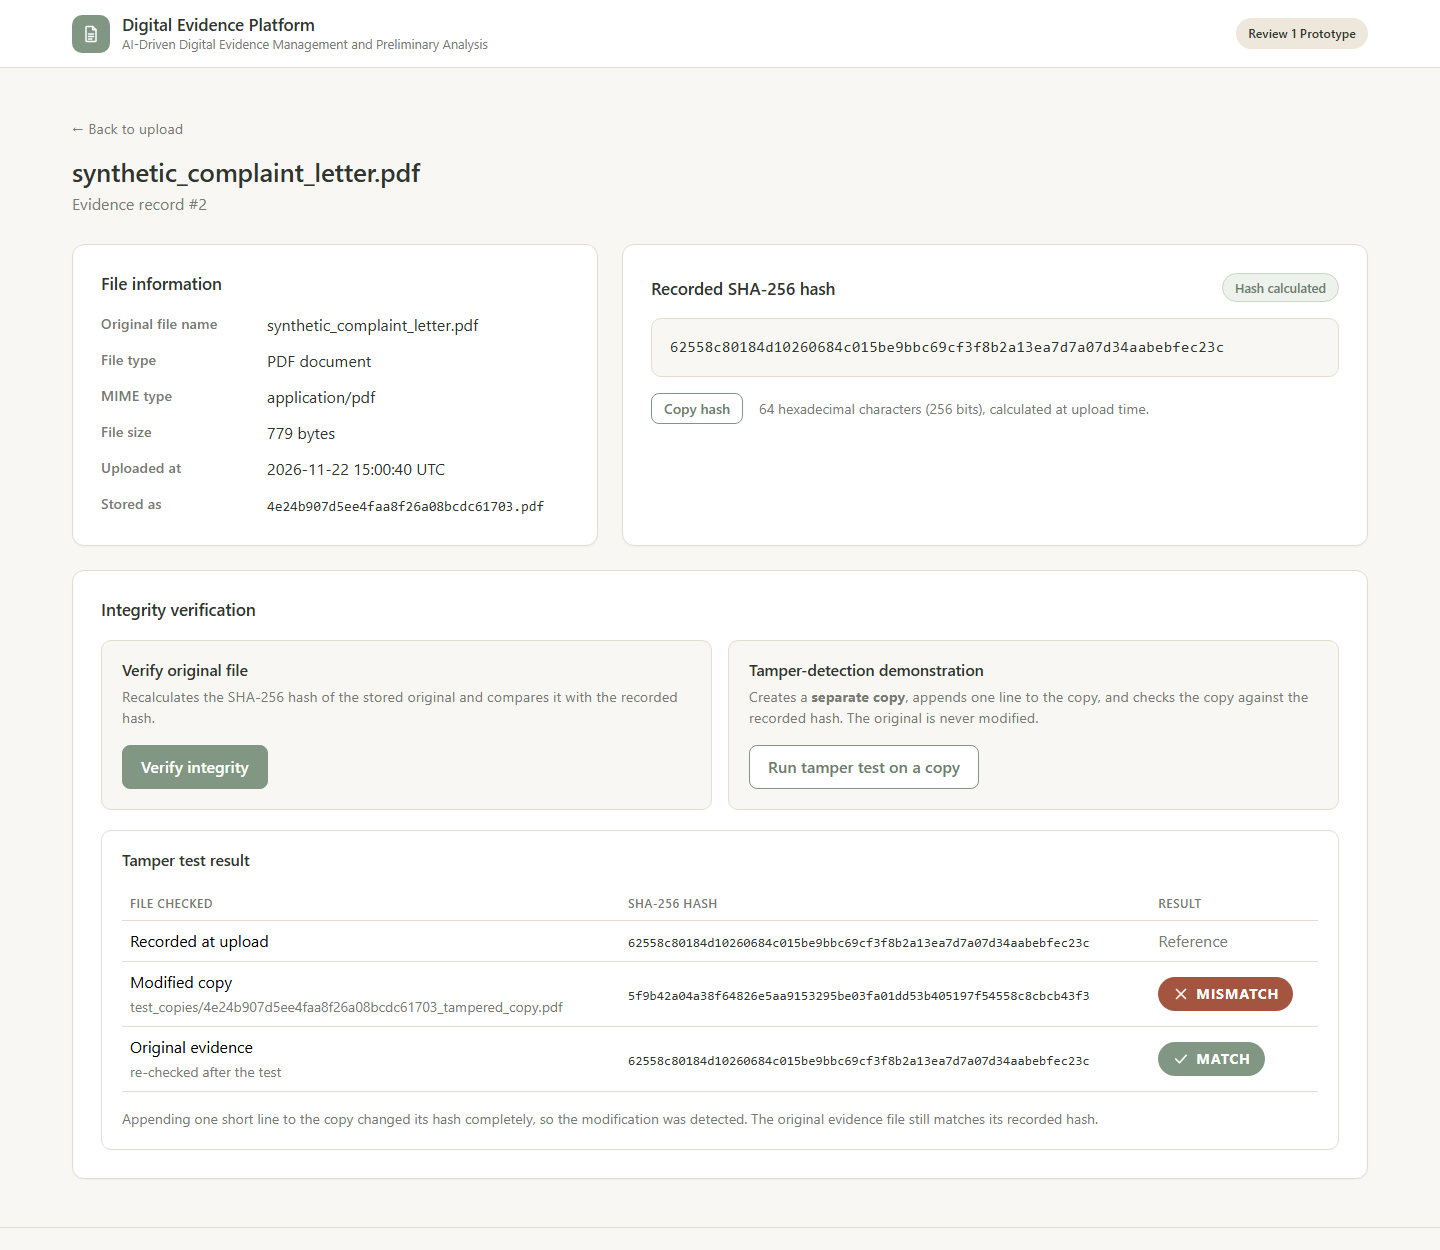 Digital Evidence Platform
AI-Driven Digital Evidence Management and Preliminary Analysis
Review 1 Prototype
← Back to upload
synthetic_complaint_letter.pdf
Evidence record #2
File information
Original file name synthetic_complaint_letter.pdf
File type PDF document
MIME type application/pdf
File size 779 bytes
Uploaded at 2026-11-22 15:00:40 UTC
Stored as 4e24b907d5ee4faa8f26a08bcdc61703.pdf
Recorded SHA-256 hash
Hash calculated
62558c80184d10260684c015be9bbc69cf3f8b2a13ea7d7a07d34aabebfec23c
Copy hash 64 hexadecimal characters (256 bits), calculated at upload time.
Integrity verification
Verify original file
Recalculates the SHA-256 hash of the stored original and compares it with the recorded
hash.
Verify integrity
Tamper-detection demonstration
Creates a separate copy, appends one line to the copy, and checks the copy against the
recorded hash. The original is never modified.
Run tamper test on a copy
Tamper test result
FILE CHECKED SHA-256 HASH RESULT
Recorded at upload 62558c80184d10260684c015be9bbc69cf3f8b2a13ea7d7a07d34aabebfec23c Reference
Modified copy
test_copies/4e24b907d5ee4faa8f26a08bcdc61703_tampered_copy.pdf
5f9b42a04a38f64826e5aa9153295be03fa01dd53b405197f54558c8cbcb43f3
MISMATCH
Original evidence
re-checked after the test
62558c80184d10260684c015be9bbc69cf3f8b2a13ea7d7a07d34aabebfec23c
MATCH
Appending one short line to the copy changed its hash completely, so the modification was detected. The original evidence file still matches its recorded hash.